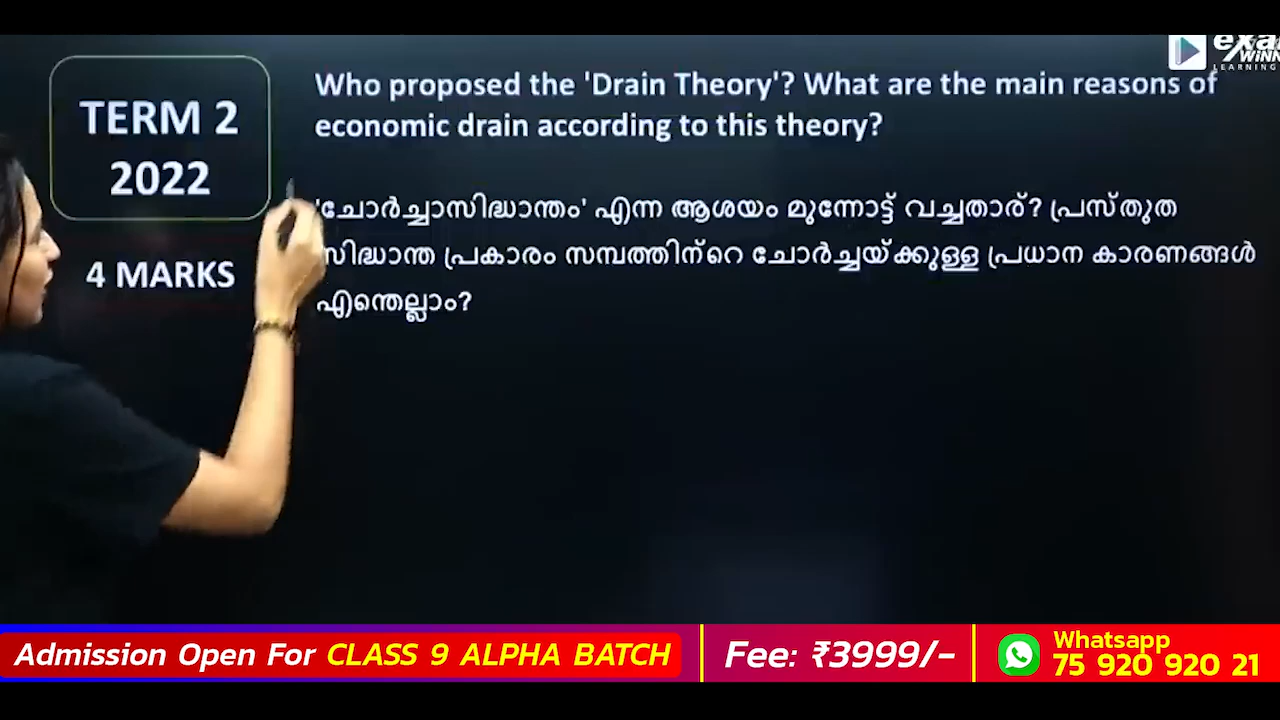 TERM 2
2022
4 MARKS
Who proposed the 'Drain Theory'? What are the main reasons of
economic drain according to this theory?
'ചോർച്ചാസിദ്ധാന്തം' എന്ന ആശയം മുന്നോട്ട് വച്ചതാര്? പ്രസ്തുത
സിദ്ധാന്ത പ്രകാരം സമ്പത്തിന്റെ ചോർച്ചയ്ക്കുള്ള പ്രധാന കാരണങ്ങൾ
എന്തെല്ലാം?
LEARNING
Admission Open For CLASS 9 ALPHA BATCH
Fee: ₹3999/-
Whatsapp
75 920 920 21